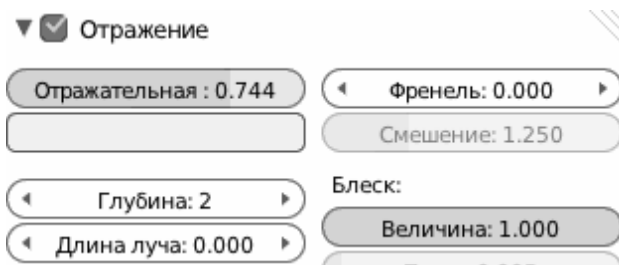 Отражение
Отражательная : 0.744
Френель: 0.000
Смешение: 1.250
Глубина: 2
Блеск:
Длина луча: 0.000
Величина: 1.000